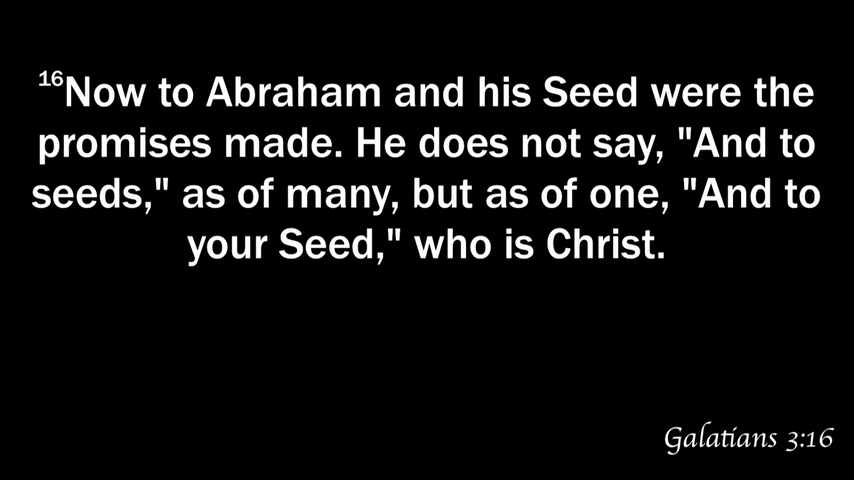 16Now to Abraham and his Seed were the
promises made. He does not say, "And to
seeds," as of many, but as of one, "And to
your Seed," who is Christ.
Galatians 3:16